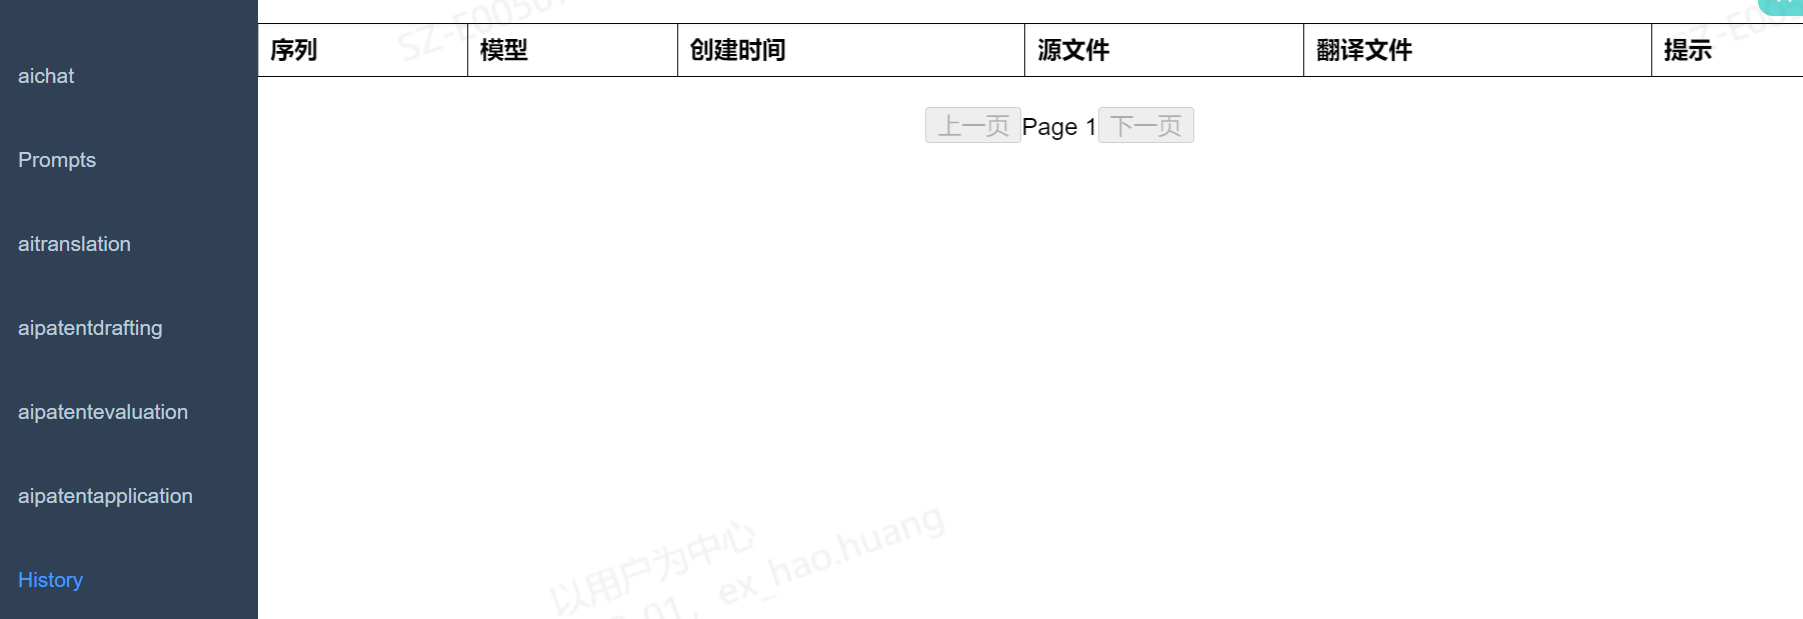 aichat
Prompts
aitranslation
aipatentdrafting
aipatentevaluation
aipatentapplication
History
序列 模型 创建时间 源文件 翻译文件 提示
上一页 Page 1 下一页
以用户为中心
ex_hao.huang